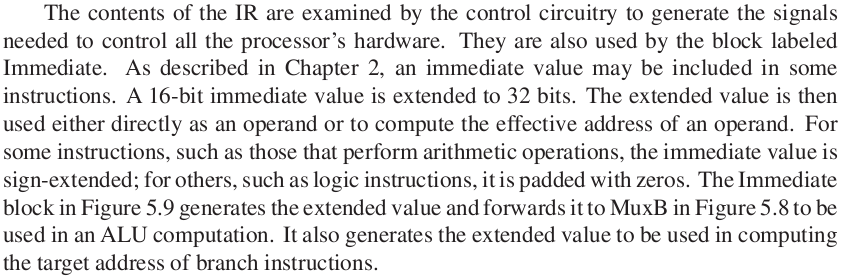 The contents of the IR are examined by the control circuitry to generate the signals
needed to control all the processor's hardware. They are also used by the block labeled
Immediate. As described in Chapter 2, an immediate value may be included in some
instructions. A 16-bit immediate value is extended to 32 bits. The extended value is then
used either directly as an operand or to compute the effective address of an operand. For
some instructions, such as those that perform arithmetic operations, the immediate value is
sign-extended; for others, such as logic instructions, it is padded with zeros. The Immediate
block in Figure 5.9 generates the extended value and forwards it to MuxB in Figure 5.8 to be
used in an ALU computation. It also generates the extended value to be used in computing
the target address of branch instructions.